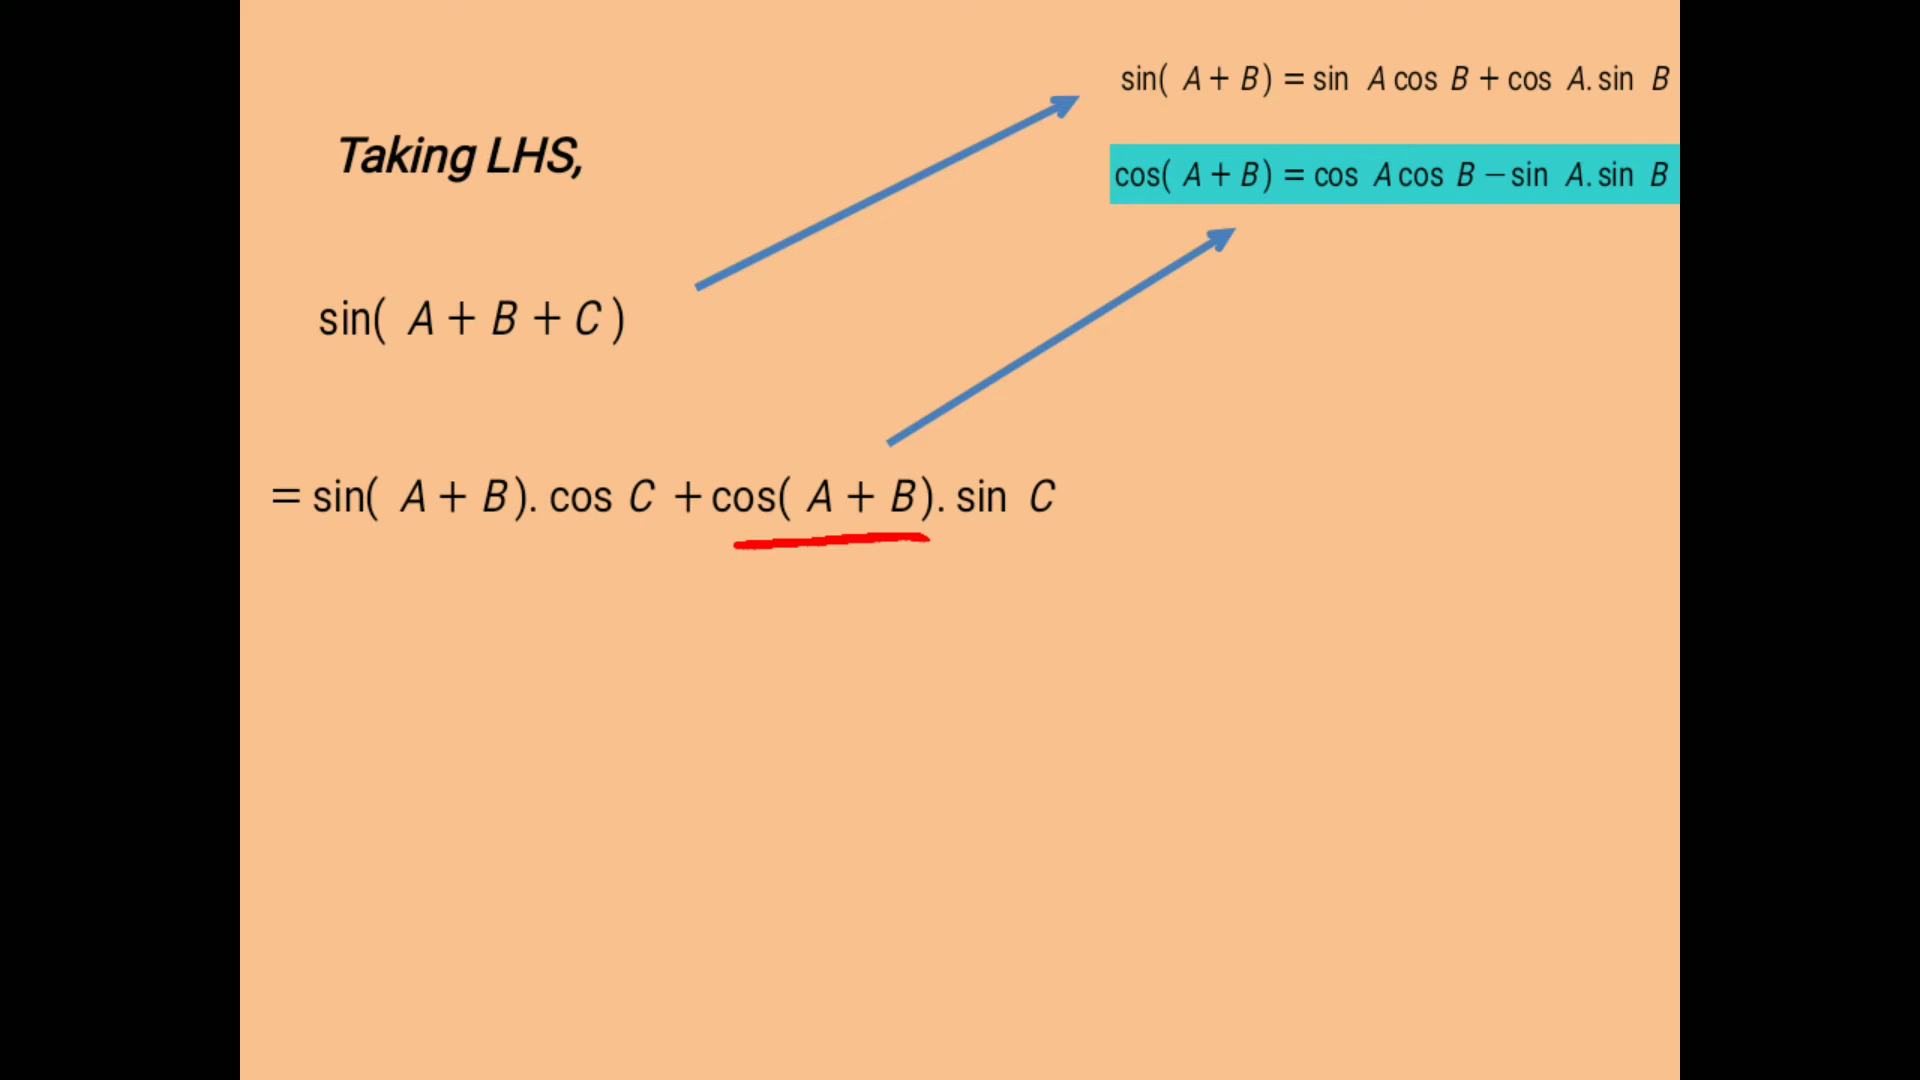 sin( A + B ) = sin A cos B + cos A. sin B
Taking LHS,
cos( A + B ) = cos A cos B − sin A. sin B
sin( A + B + C )
= sin( A + B ). cos C + cos( A + B ). sin C